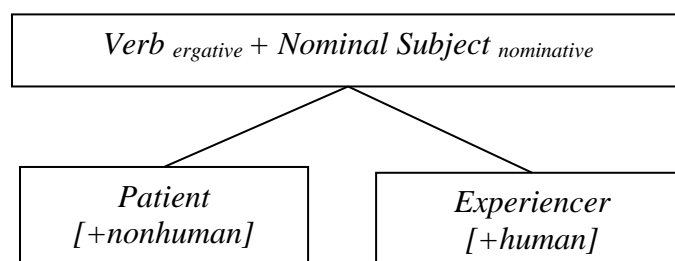 Verb ergative + Nominal Subject nominative
Patient
[+nonhuman]
Experiencer
[+human]